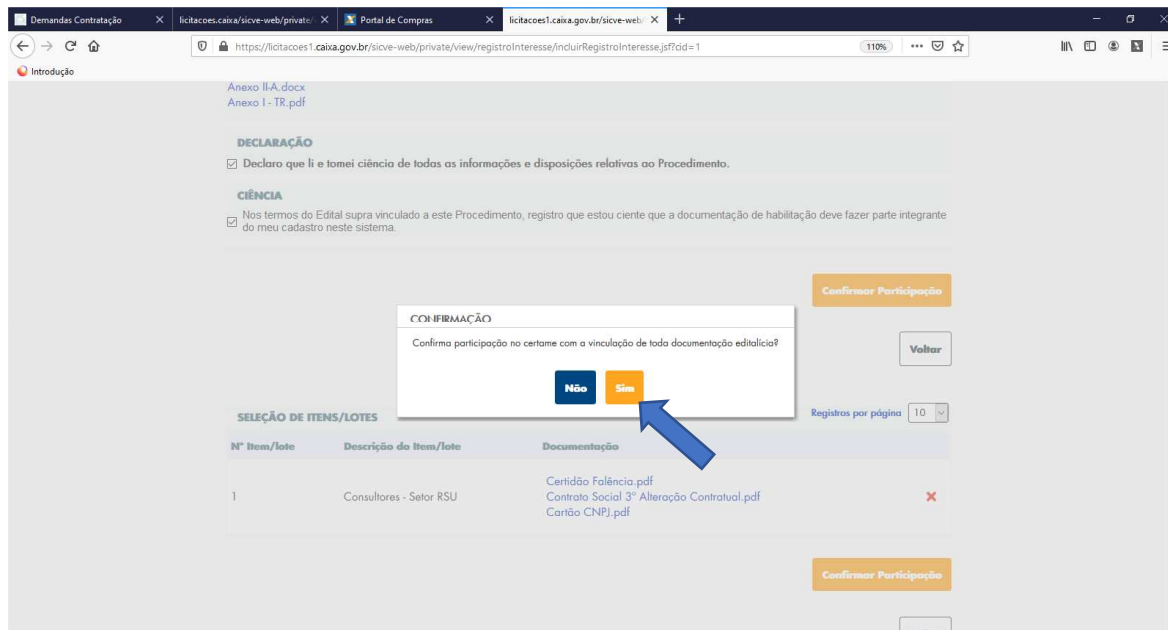 Demandas Contratação
licitacoes.caixa/sicve-web/private/
Portal de Compras
licitacoes1.caixa.gov.br/sicve-web/
https://licitacoes1.caixa.gov.br/sicve-web/private/view/registroInteresse/incluirRegistroInteresse.jsf?cid=1
110%
Introdução
Anexo II-A.docx
Anexo I - TR.pdf
DECLARAÇÃO
Declaro que li e tomei ciência de todas as informações e disposições relativas ao Procedimento.
CIÊNCIA
Nos termos do Edital supra vinculado a este Procedimento, registro que estou ciente que a documentação de habilitação deve fazer parte integrante
do meu cadastro neste sistema.
Confirmar Participação
CONFIRMAÇÃO
Confirma participação no certame com a vinculação de toda documentação editalícia?
Voltar
Não
Sim
SELEÇÃO DE ITENS/LOTES
Registros por página
10
N° Item/lote
Descrição do Item/lote
Documentação
1
Consultores - Setor RSU
Certidão Falência.pdf
Contrato Social 3ª Alteração Contratual.pdf
Cartão CNPJ.pdf
Confirmar Participação